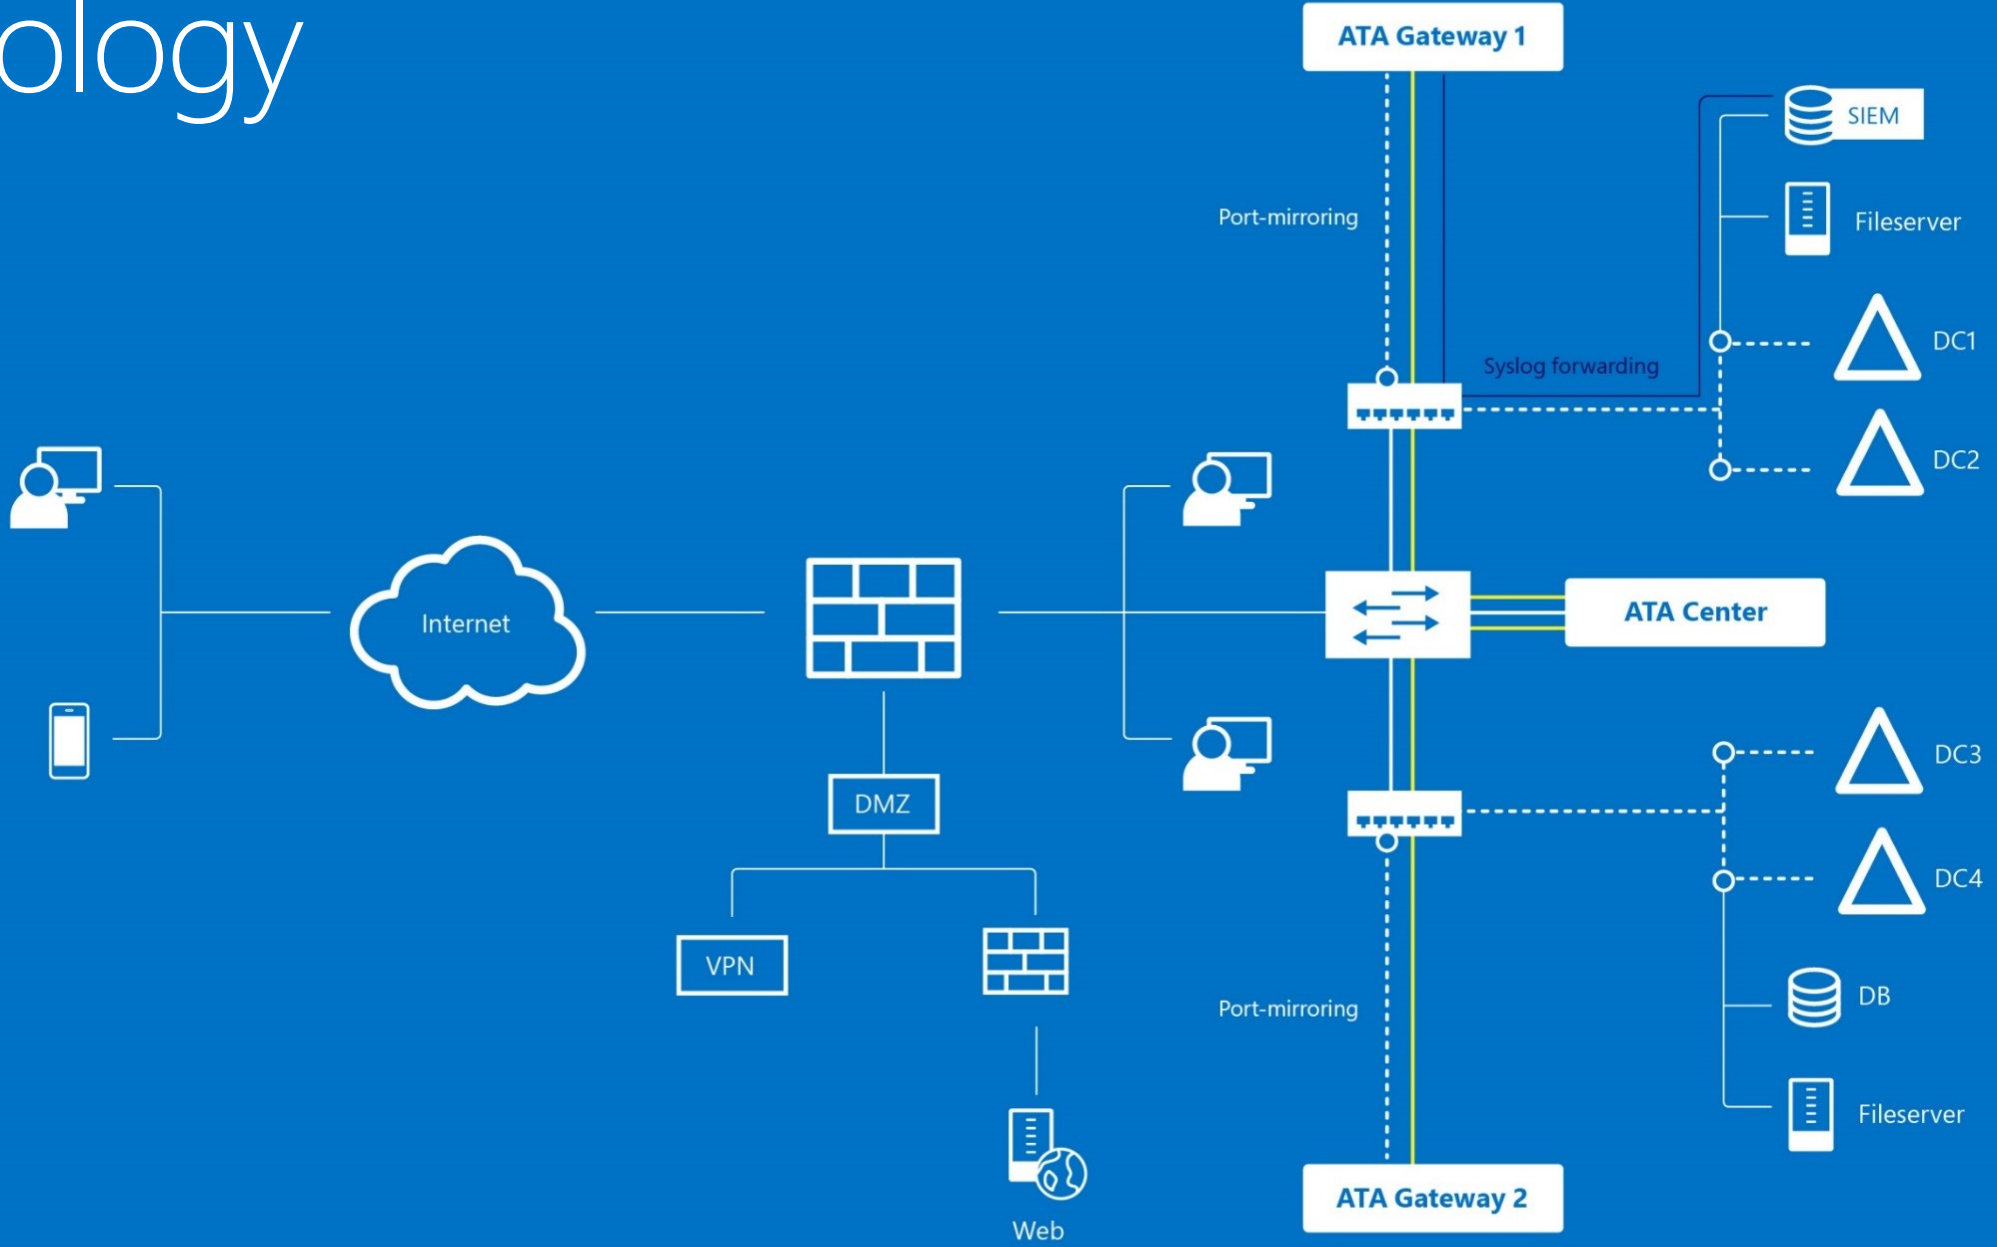 ology
ATA Gateway 1
SIEM
Port-mirroring
Fileserver
DC1
Syslog forwarding
DC2
Internet
ATA Center
DC3
DMZ
DC4
VPN
DB
Port-mirroring
Fileserver
ATA Gateway 2
Web